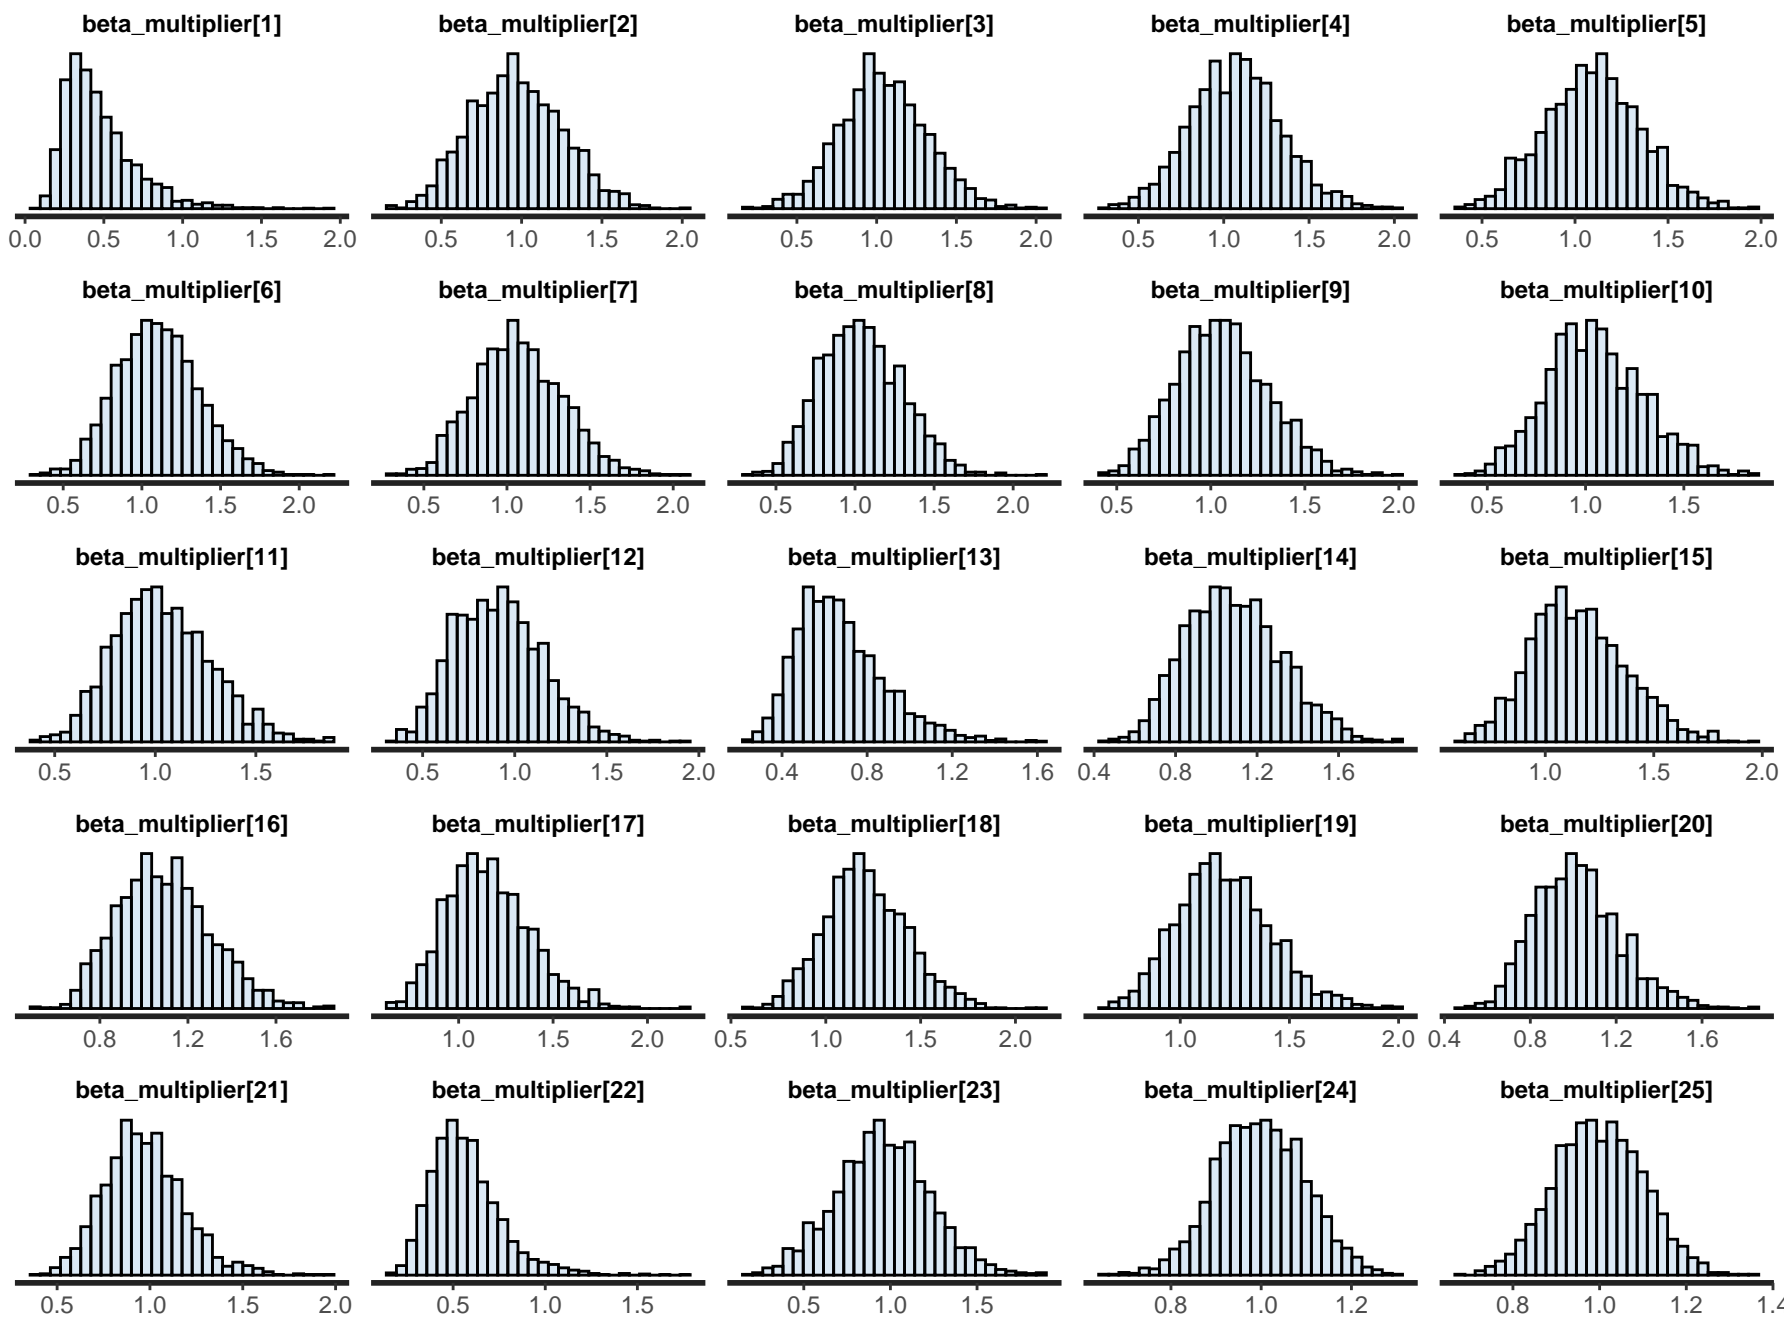 beta_multiplier[1] beta_multiplier[2] beta_multiplier[3] beta_multiplier[4] beta_multiplier[5]
0.0 0.5 1.0 1.5 2.0 0.5 1.0 1.5 2.0 0.5 1.0 1.5 2.0 0.5 1.0 1.5 2.0 0.5 1.0 1.5 2.0
beta_multiplier[6] beta_multiplier[7] beta_multiplier[8] beta_multiplier[9] beta_multiplier[10]
0.5 1.0 1.5 2.0 0.5 1.0 1.5 2.0 0.5 1.0 1.5 2.0 0.5 1.0 1.5 2.0 0.5 1.0 1.5
beta_multiplier[11] beta_multiplier[12] beta_multiplier[13] beta_multiplier[14] beta_multiplier[15]
0.5 1.0 1.5 0.5 1.0 1.5 2.0 0.4 0.8 1.2 1.6 0.4 0.8 1.2 1.6 1.0 1.5 2.0
beta_multiplier[16] beta_multiplier[17] beta_multiplier[18] beta_multiplier[19] beta_multiplier[20]
0.8 1.2 1.6 1.0 1.5 2.0 0.5 1.0 1.5 2.0 1.0 1.5 2.0 0.4 0.8 1.2 1.6
beta_multiplier[21] beta_multiplier[22] beta_multiplier[23] beta_multiplier[24] beta_multiplier[25]
0.5 1.0 1.5 2.0 0.5 1.0 1.5 0.5 1.0 1.5 0.8 1.0 1.2 0.8 1.0 1.2 1.4